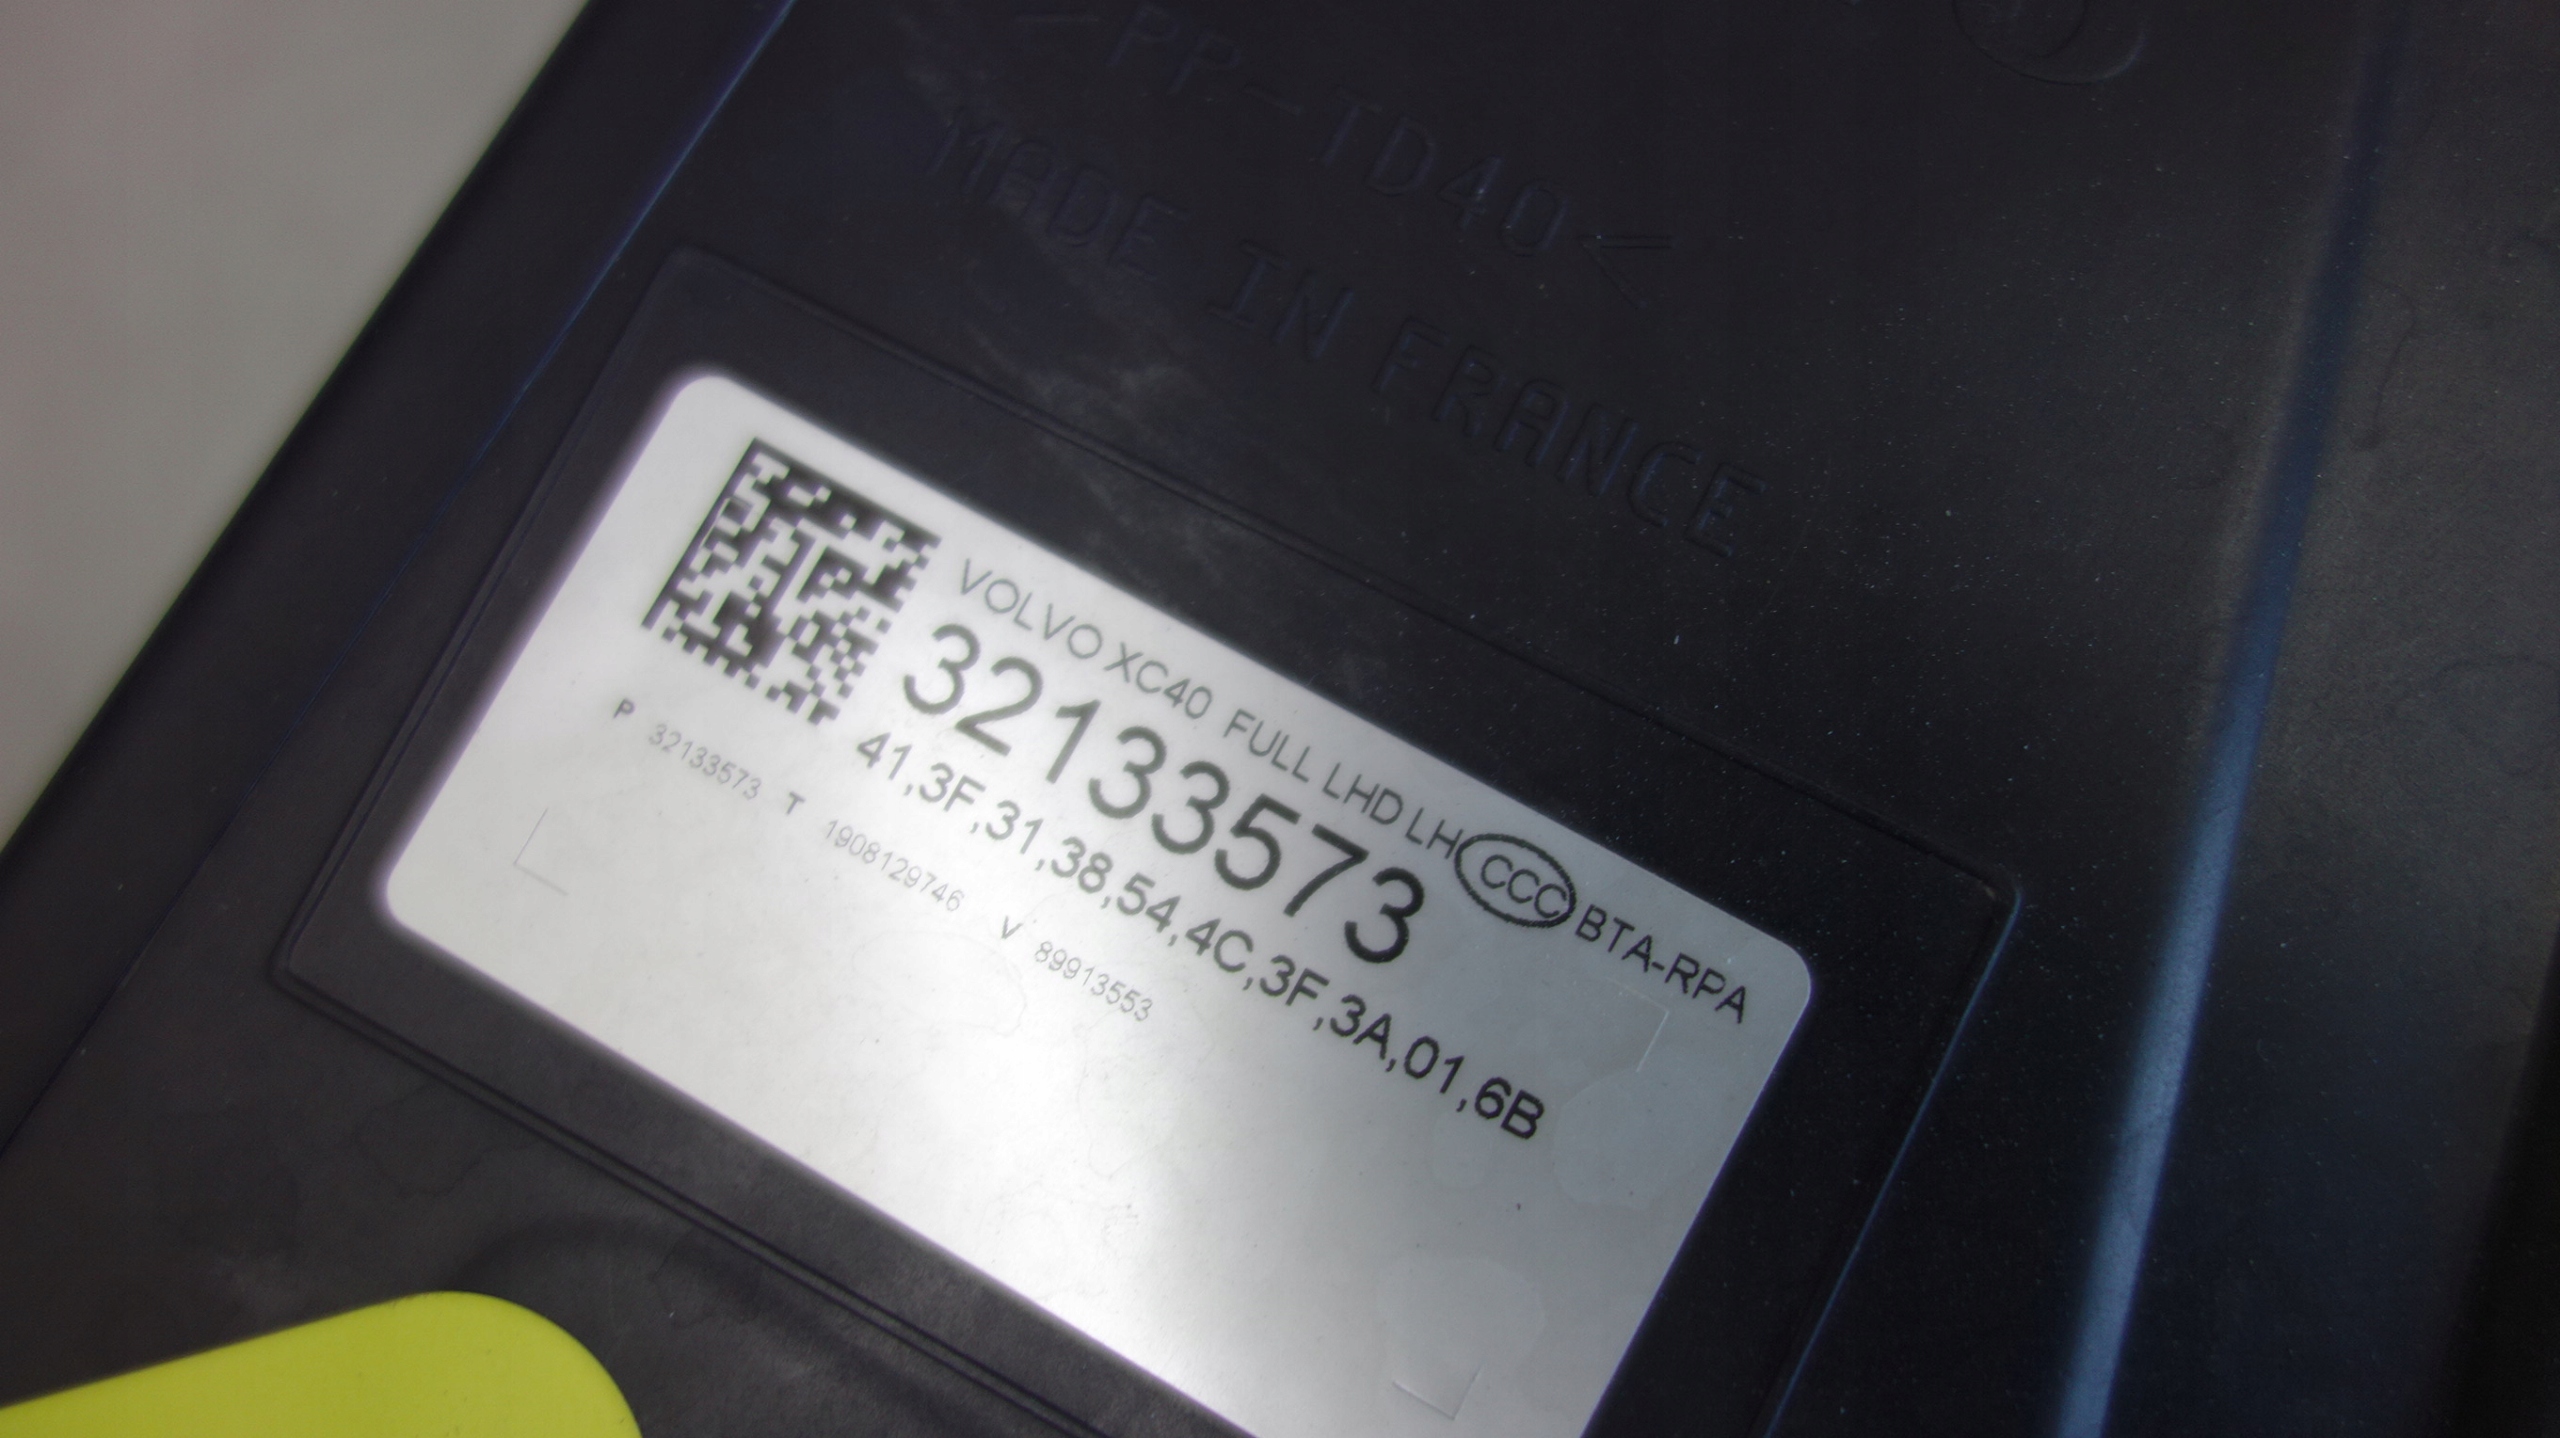 >PP-TD40<
MADE IN FRANCE
VOLVO XC40 FULL LHD LH CCC BTA-RPA
32133573
41,3F,31,38,54,4C,3F,3A,01,6B
P 32133573 T 1908129746 V 89913553